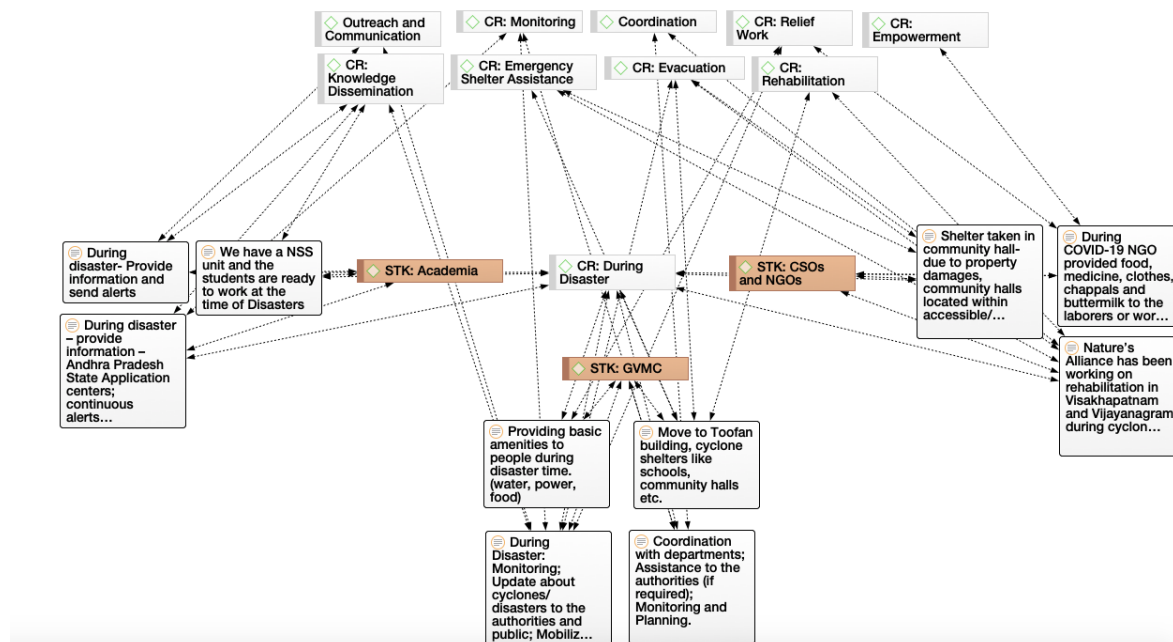 Outreach and
Communication
CR: Monitoring
Coordination
CR: Relief
Work
CR:
Empowerment
CR:
Knowledge
Dissemination
CR: Emergency
Shelter Assistance
CR: Evacuation
CR:
Rehabilitation
During
disaster- Provide
information and
send alerts
We have a NSS
unit and the
students are ready
to work at the
time of Disasters
STK: Academia
CR: During
Disaster
STK: CSOs
and NGOs
Shelter taken in
community hall-
due to property
damages,
community halls
located within
accessible/…
During
COVID-19 NGO
provided food,
medicine, clothes,
chappals and
buttermilk to the
laborers or wor…
During disaster
– provide
information –
Andhra Pradesh
State Application
centers;
continuous
alerts…
Nature's
Alliance has been
working on
rehabilitation in
Visakhapatnam
and Vijayanagram
during cyclon…
STK: GVMC
Providing basic
amenities to
people during
disaster time.
(water, power,
food)
Move to Toofan
building, cyclone
shelters like
schools,
community halls
etc.
During
Disaster:
Monitoring;
Update about
cyclones/
disasters to the
authorities and
public; Mobiliz…
Coordination
with departments;
Assistance to the
authorities (if
required);
Monitoring and
Planning.